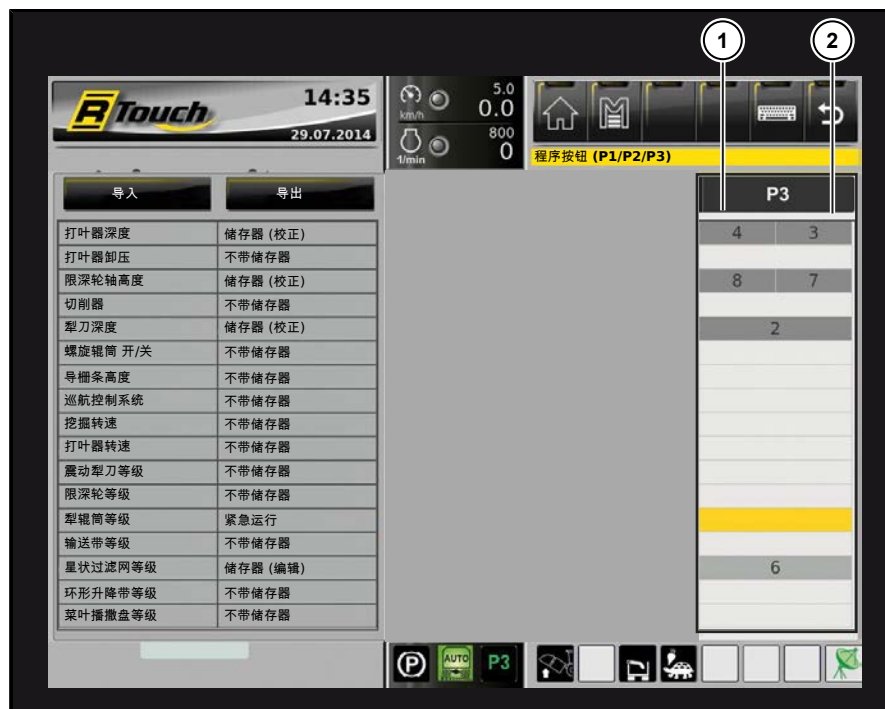 1 2
R Touch
14:35
29.07.2014
km/h 5.0
0.0
1/min 800
0
程序按钮 (P1/P2/P3)
导入 导出
P3
打叶器深度 储存器 (校正) 4 3
打叶器卸压 不带储存器
限深轮轴高度 储存器 (校正) 8 7
切削器 不带储存器
犁刀深度 储存器 (校正) 2
螺旋辊筒 开/关 不带储存器
导栅条高度 不带储存器
巡航控制系统 不带储存器
挖掘转速 不带储存器
打叶器转速 不带储存器
震动犁刀等级 不带储存器
限深轮等级 不带储存器
犁辊筒等级 紧急运行
输送带等级 不带储存器
星状过滤网等级 储存器 (编辑) 6
环形升降带等级 不带储存器
菜叶播撒盘等级 不带储存器
P AUTO P3